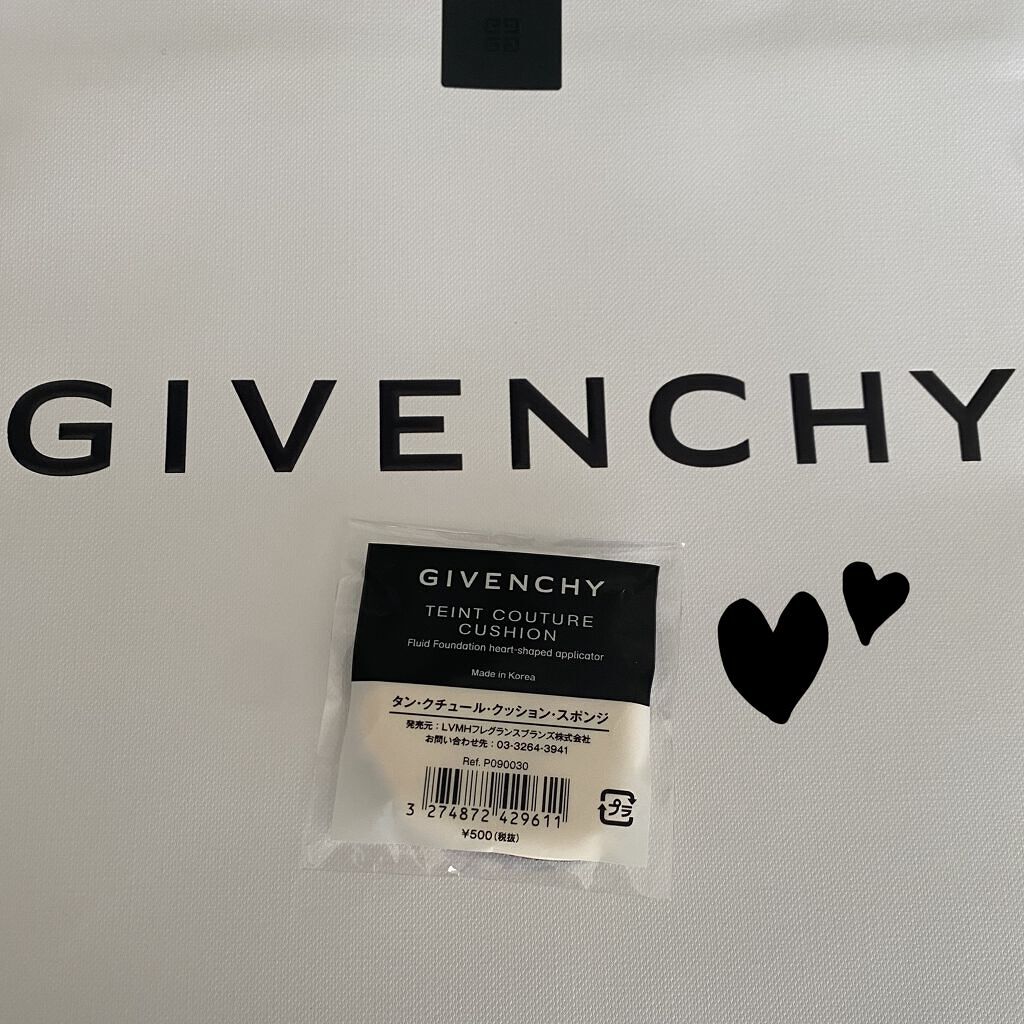 GIVENCHY
GIVENCHY
TEINT COUTURE
CUSHION
Fluid Foundation heart-shaped applicator
Made in Korea
タン・クチュール・クッション・スポンジ
発売元：LVMHフレグランスブランズ株式会社
お問い合わせ先：03-3264-3941
Ref. P090030
3 274872 429611
プラ
¥500(税抜)